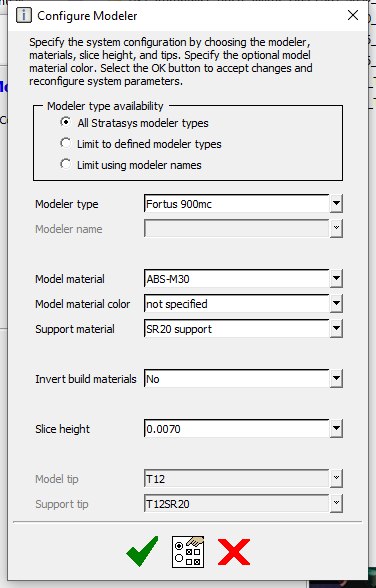 Configure Modeler
Specify the system configuration by choosing the modeler,
materials, slice height, and tips. Specify the optional model
material color. Select the OK button to accept changes and
reconfigure system parameters.
Modeler type availability
All Stratasys modeler types
Limit to defined modeler types
Limit using modeler names
Modeler type Fortus 900mc
Modeler name
Model material ABS-M30
Model material color not specified
Support material SR20 support
Invert build materials No
Slice height 0.0070
Model tip T12
Support tip T12SR20